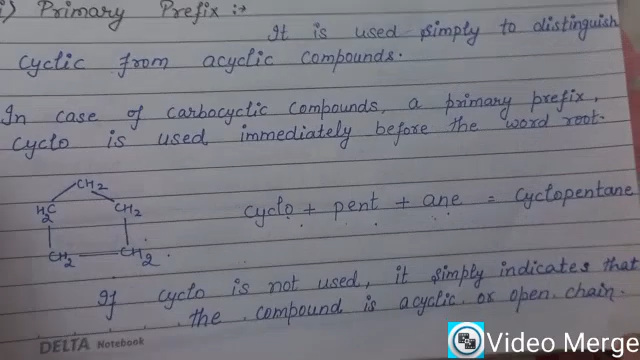 i) Primary Prefix :→
It is used simply to distinguish
cyclic from acyclic compounds.
In case of carbocyclic compounds, a primary prefix,
cyclo is used immediately before the word root.
CH2
H2C CH2
CH2 CH2
cyclo + pent + ane = cyclopentane
If cyclo is not used, it simply indicates that
the compound is acyclic or open chain.
DELTA Notebook
Video Merge